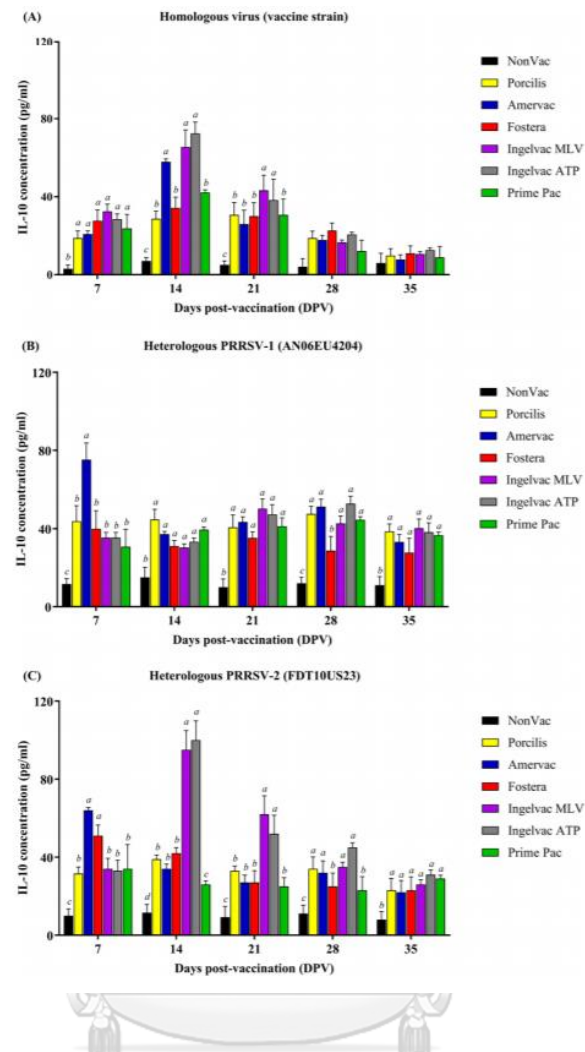 (A) Homologous virus (vaccine strain)
IL-10 concentration (pg/ml)
120
80
40
0
b a a a a a a
c b a b a a b
c a a a a a a
7 14 21 28 35
Days post-vaccination (DPV)
NonVac
Porcilis
Amervac
Fostera
Ingelvac MLV
Ingelvac ATP
Prime Pac
(B) Heterologous PRRSV-1 (AN06EU4204)
IL-10 concentration (pg/ml)
120
80
40
0
c b a b b b b
b a a a a a a
c a a b a a a
c a a b a a a
b a a a a a a
7 14 21 28 35
Days post-vaccination (DPV)
NonVac
Porcilis
Amervac
Fostera
Ingelvac MLV
Ingelvac ATP
Prime Pac
(C) Heterologous PRRSV-2 (FDT10US23)
IL-10 concentration (pg/ml)
120
80
40
0
c b a a b b b
d b b b a a c
c b b b a a b
c a a b a a b
b a a a a a a
7 14 21 28 35
Days post-vaccination (DPV)
NonVac
Porcilis
Amervac
Fostera
Ingelvac MLV
Ingelvac ATP
Prime Pac